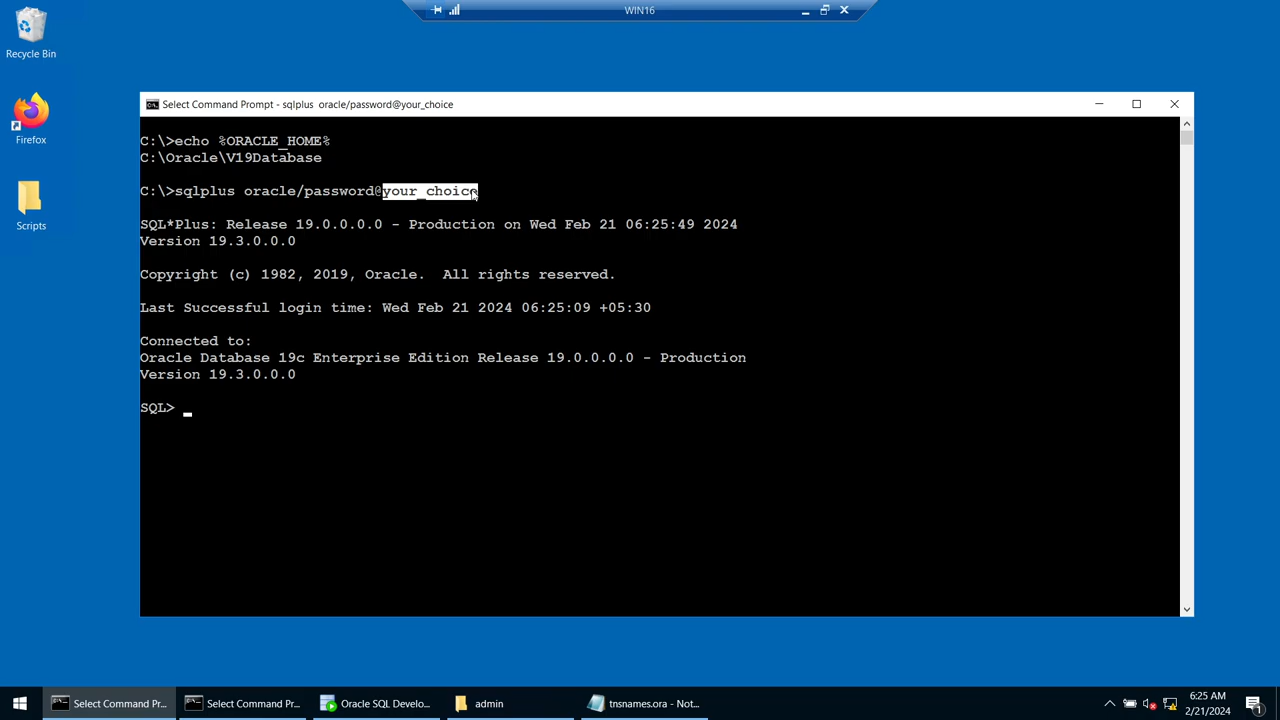 WIN16
Recycle Bin
Firefox
Scripts
Select Command Prompt - sqlplus  oracle/password@your_choice
C:\>echo %ORACLE_HOME%
C:\Oracle\V19Database
C:\>sqlplus oracle/password@your_choice
SQL*Plus: Release 19.0.0.0.0 - Production on Wed Feb 21 06:25:49 2024
Version 19.3.0.0.0
Copyright (c) 1982, 2019, Oracle.  All rights reserved.
Last Successful login time: Wed Feb 21 2024 06:25:09 +05:30
Connected to:
Oracle Database 19c Enterprise Edition Release 19.0.0.0.0 - Production
Version 19.3.0.0.0
SQL> _
Select Command Pr...
Select Command Pr...
Oracle SQL Develo...
admin
tnsnames.ora - Not...
6:25 AM
2/21/2024
1